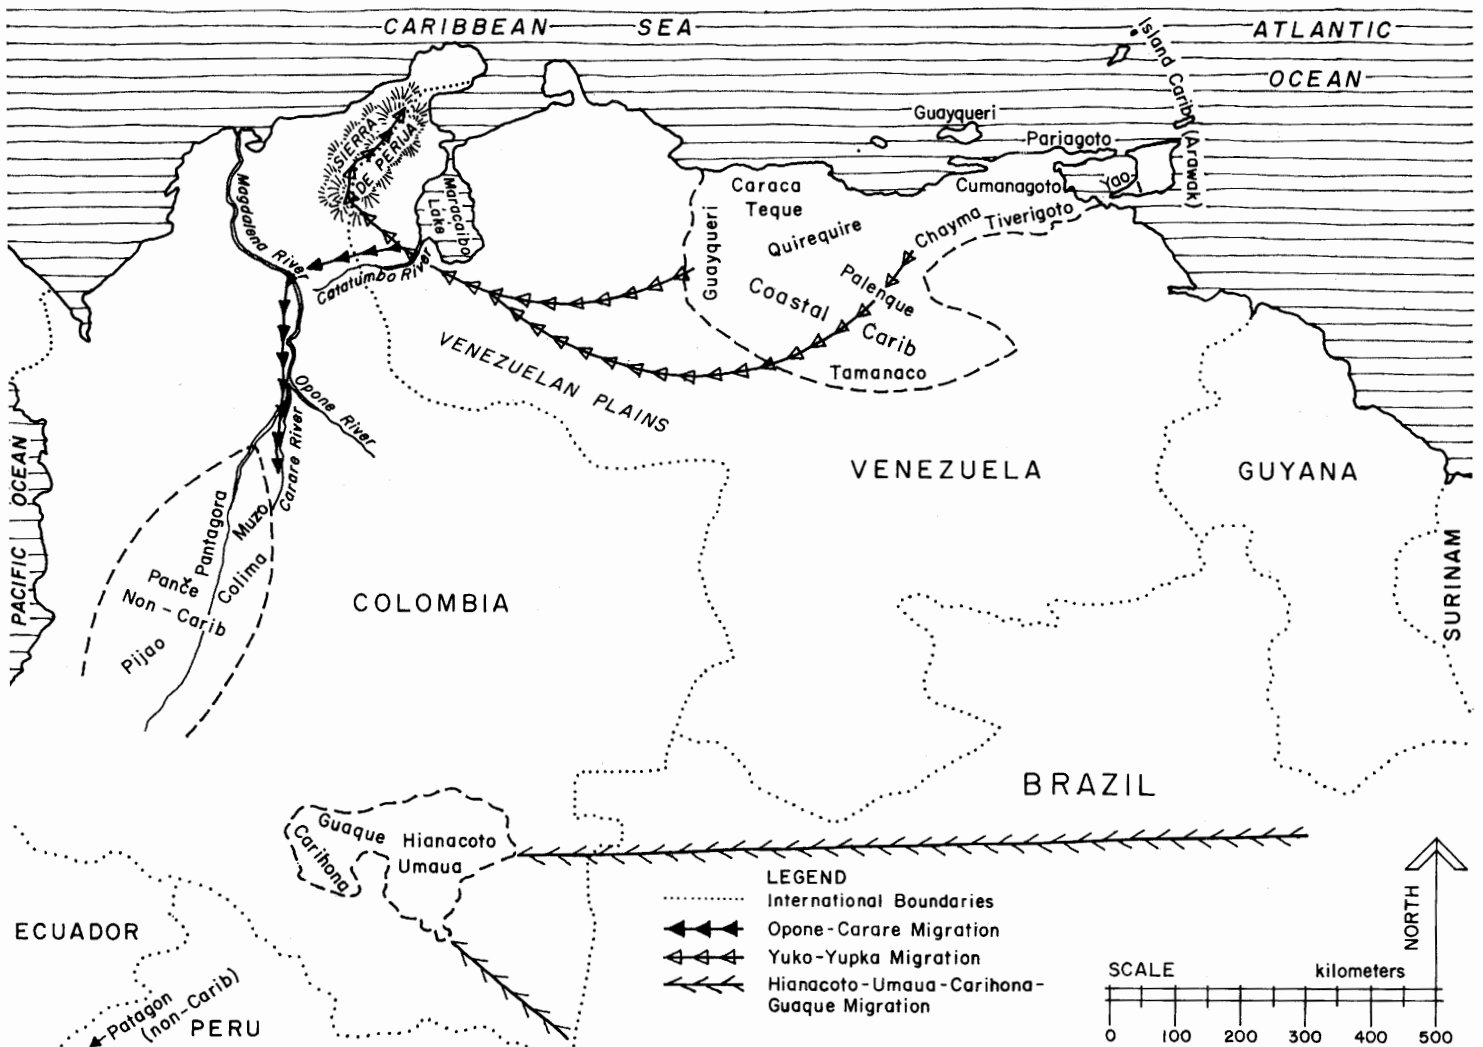 CARIBBEAN SEA
ATLANTIC
OCEAN
Island Carib (Arawak)
Guayqueri
Pariagoto
SIERRA
DE PERIJA
Maracaibo
Lake
Magdalena River
Catatumbo River
Caraca
Teque
Guayqueri
Quirequire
Cumanagoto
Yao
Chayma
Tiverigoto
Palenque
Coastal
Carib
Tamanaco
VENEZUELAN PLAINS
Opone River
Carare River
PACIFIC OCEAN
VENEZUELA
GUYANA
SURINAM
Pantagora
Muzo
Panče
Colima
Non-Carib
Pijao
COLOMBIA
BRAZIL
Guaque
Carihona
Hianacoto
Umaua
ECUADOR
Patagon
(non-Carib)
PERU
LEGEND
International Boundaries
Opone-Carare Migration
Yuko-Yupka Migration
Hianacoto-Umaua-Carihona-
Guaque Migration
NORTH
SCALE kilometers
0 100 200 300 400 500